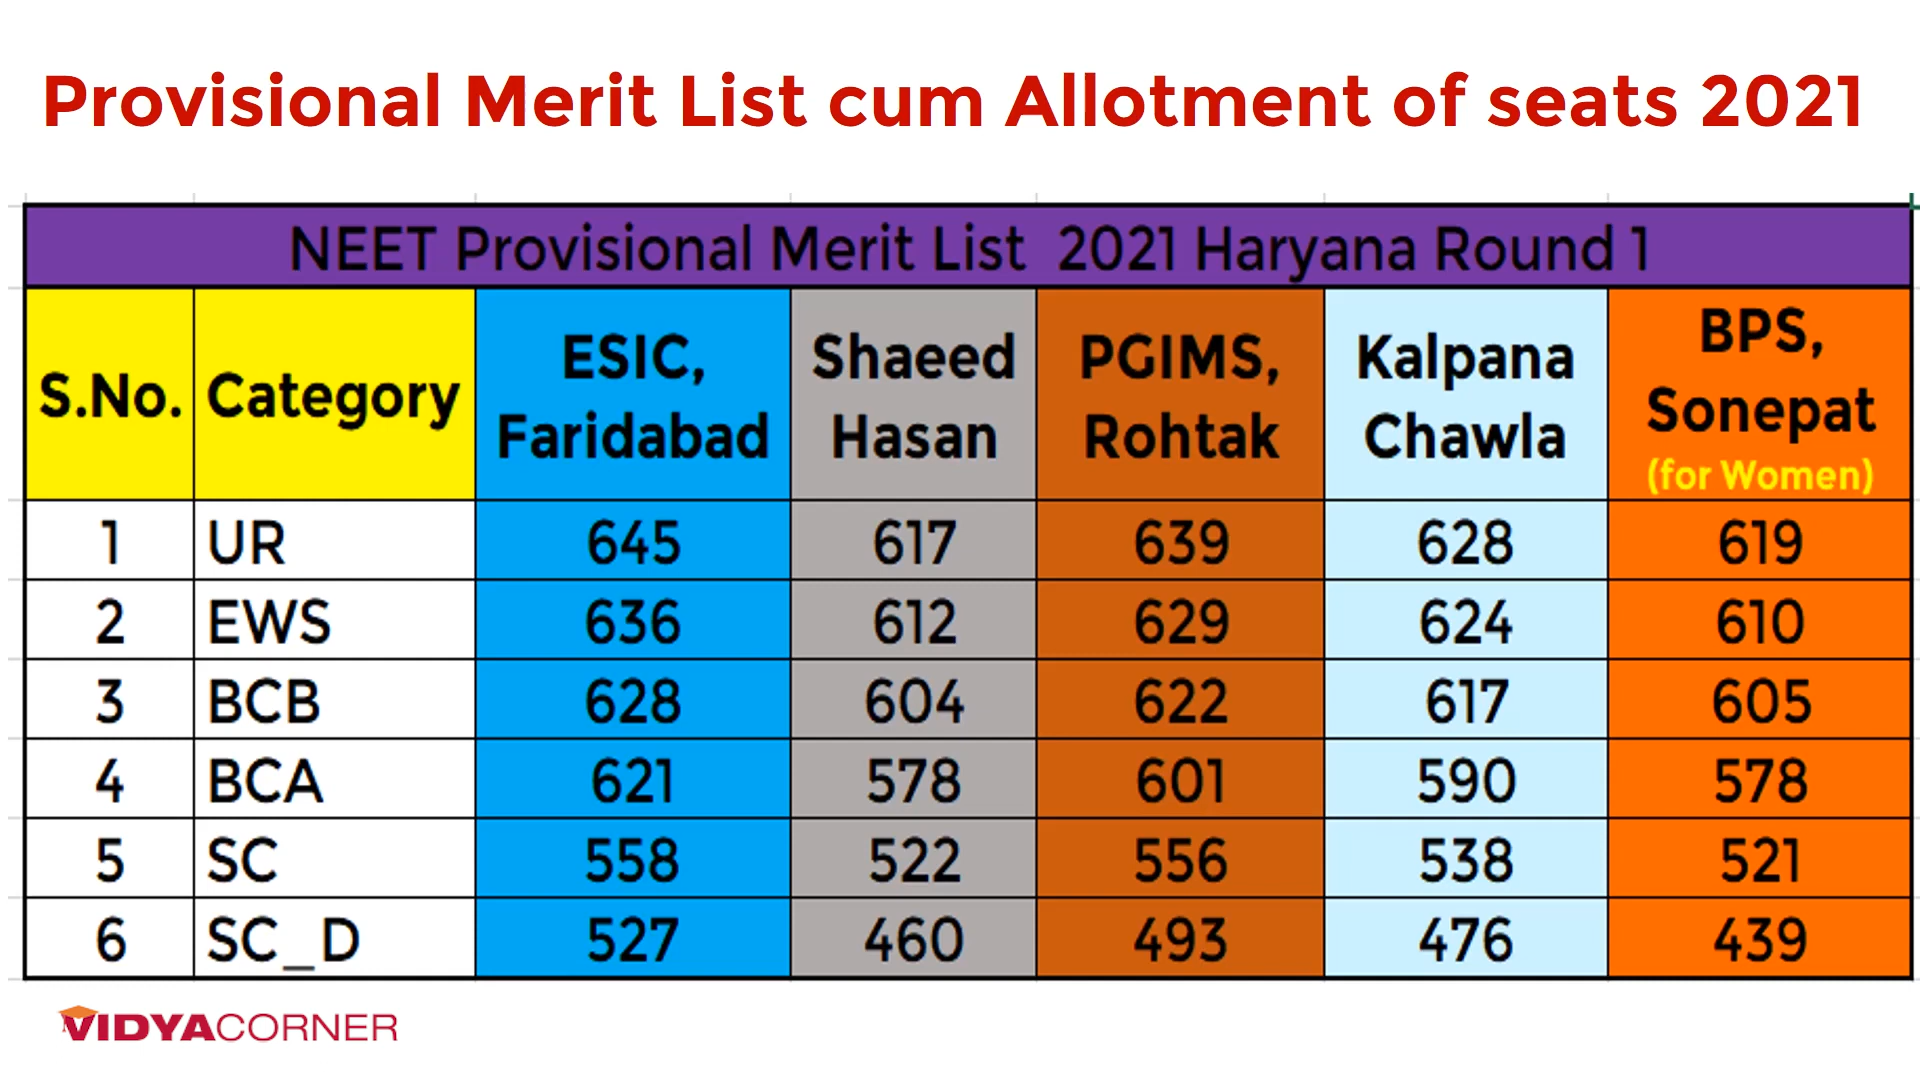 Provisional Merit List cum Allotment of seats 2021
NEET Provisional Merit List 2021 Haryana Round 1
S.No. Category ESIC, Faridabad Shaeed Hasan PGIMS, Rohtak Kalpana Chawla BPS, Sonepat (for Women)
1 UR 645 617 639 628 619
2 EWS 636 612 629 624 610
3 BCB 628 604 622 617 605
4 BCA 621 578 601 590 578
5 SC 558 522 556 538 521
6 SC_D 527 460 493 476 439
VIDYACORNER